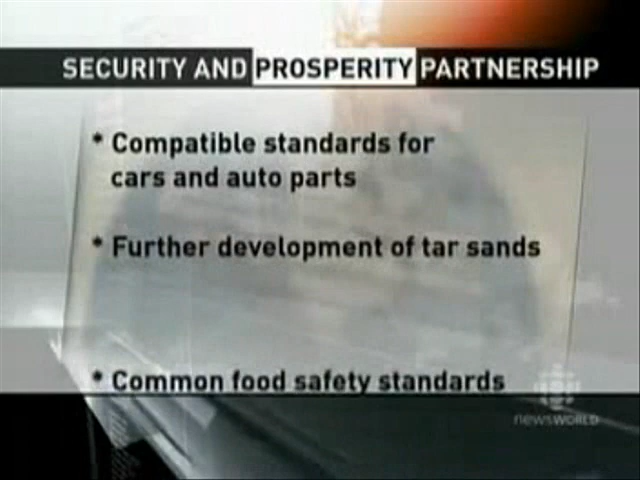 SECURITY AND PROSPERITY PARTNERSHIP
* Compatible standards for
cars and auto parts
* Further development of tar sands
* Common food safety standards
newsWORLD